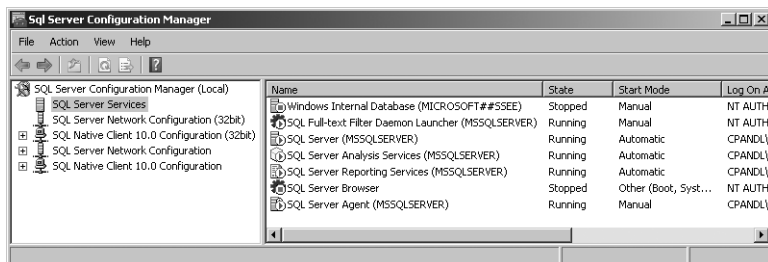 Sql Server Configuration Manager
File Action View Help
SQL Server Configuration Manager (Local)
SQL Server Services
SQL Server Network Configuration (32bit)
SQL Native Client 10.0 Configuration (32bit)
SQL Server Network Configuration
SQL Native Client 10.0 Configuration
Name State Start Mode Log On A
Windows Internal Database (MICROSOFT##SSEE) Stopped Manual NT AUTH
SQL Full-text Filter Daemon Launcher (MSSQLSERVER) Running Manual NT AUTH
SQL Server (MSSQLSERVER) Running Automatic CPANDL\
SQL Server Analysis Services (MSSQLSERVER) Running Automatic CPANDL\
SQL Server Reporting Services (MSSQLSERVER) Running Automatic CPANDL\
SQL Server Browser Stopped Other (Boot, Syst... NT AUTH
SQL Server Agent (MSSQLSERVER) Running Manual CPANDL\